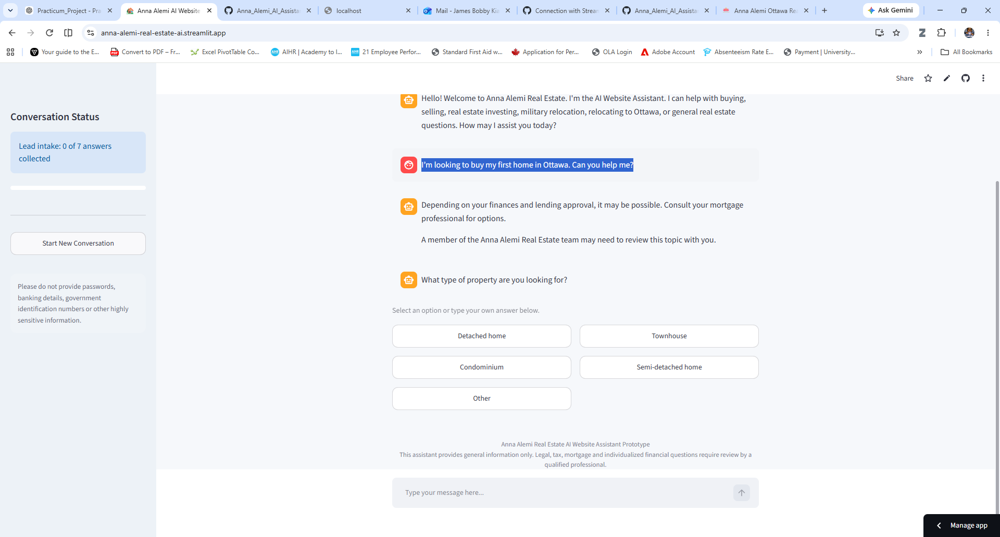 Practicum_Project - Pra
Anna Alemi AI Website
Anna_Alemi_AI_Assista
localhost
Mail - James Bobby Kia
Connection with Stream
Anna_Alemi_AI_Assista
Anna Alemi Ottawa Rea
Ask Gemini
anna-alemi-real-estate-ai.streamlit.app
Your guide to the E...
Convert to PDF – Fr...
Excel PivotTable Co...
AIHR | Academy to I...
21 Employee Perfor...
Standard First Aid w...
Application for Per...
OLA Login
Adobe Account
Absenteeism Rate E...
Payment | University...
All Bookmarks
Share
Conversation Status
Lead intake: 0 of 7 answers
collected
Start New Conversation
Please do not provide passwords,
banking details, government
identification numbers or other highly
sensitive information.
Hello! Welcome to Anna Alemi Real Estate. I'm the AI Website Assistant. I can help with buying,
selling, real estate investing, military relocation, relocating to Ottawa, or general real estate
questions. How may I assist you today?
I'm looking to buy my first home in Ottawa. Can you help me?
Depending on your finances and lending approval, it may be possible. Consult your mortgage
professional for options.
A member of the Anna Alemi Real Estate team may need to review this topic with you.
What type of property are you looking for?
Select an option or type your own answer below.
Detached home
Townhouse
Condominium
Semi-detached home
Other
Anna Alemi Real Estate AI Website Assistant Prototype
This assistant provides general information only. Legal, tax, mortgage and individualized financial questions require review by a
qualified professional.
Type your message here...
Manage app